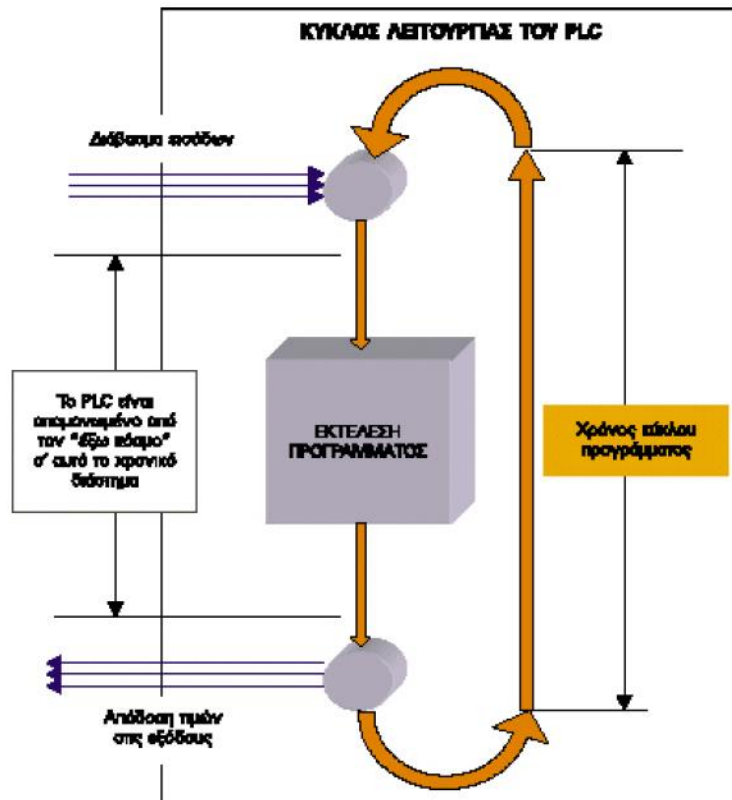 ΚΥΚΛΟΣ ΛΕΙΤΟΥΡΓΙΑΣ ΤΟΥ PLC
Διάβασμα εισόδων
Το PLC είναι
απομονωμένο από
τον "έξω κόσμο"
σ' αυτό το χρονικό
διάστημα
ΕΚΤΕΛΕΣΗ
ΠΡΟΓΡΑΜΜΑΤΟΣ
Χρόνος κύκλου
προγράμματος
Απόδοση τιμών
στις εξόδους